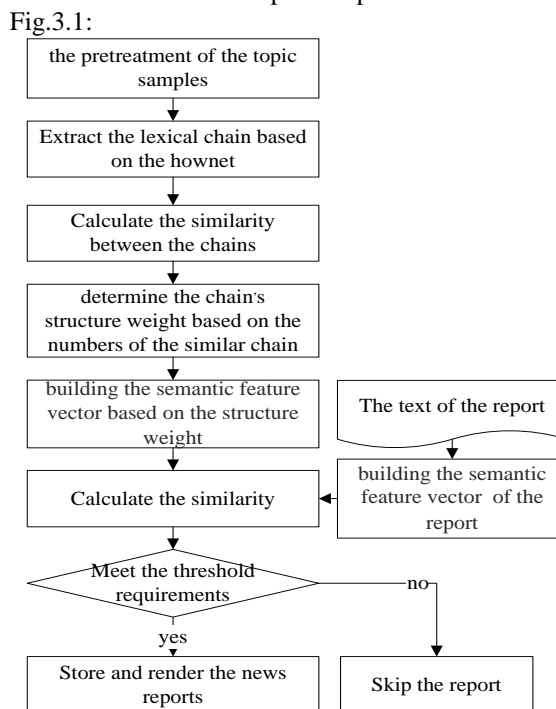 Fig.3.1:
the pretreatment of the topic
samples
Extract the lexical chain based
on the hownet
Calculate the similarity
between the chains
determine the chain's
structure weight based on the
numbers of the similar chain
building the semantic feature
vector based on the structure
weight
The text of the report
building the semantic
feature vector of the
report
Calculate the similarity
Meet the threshold
requirements
no
yes
Store and render the news
reports
Skip the report